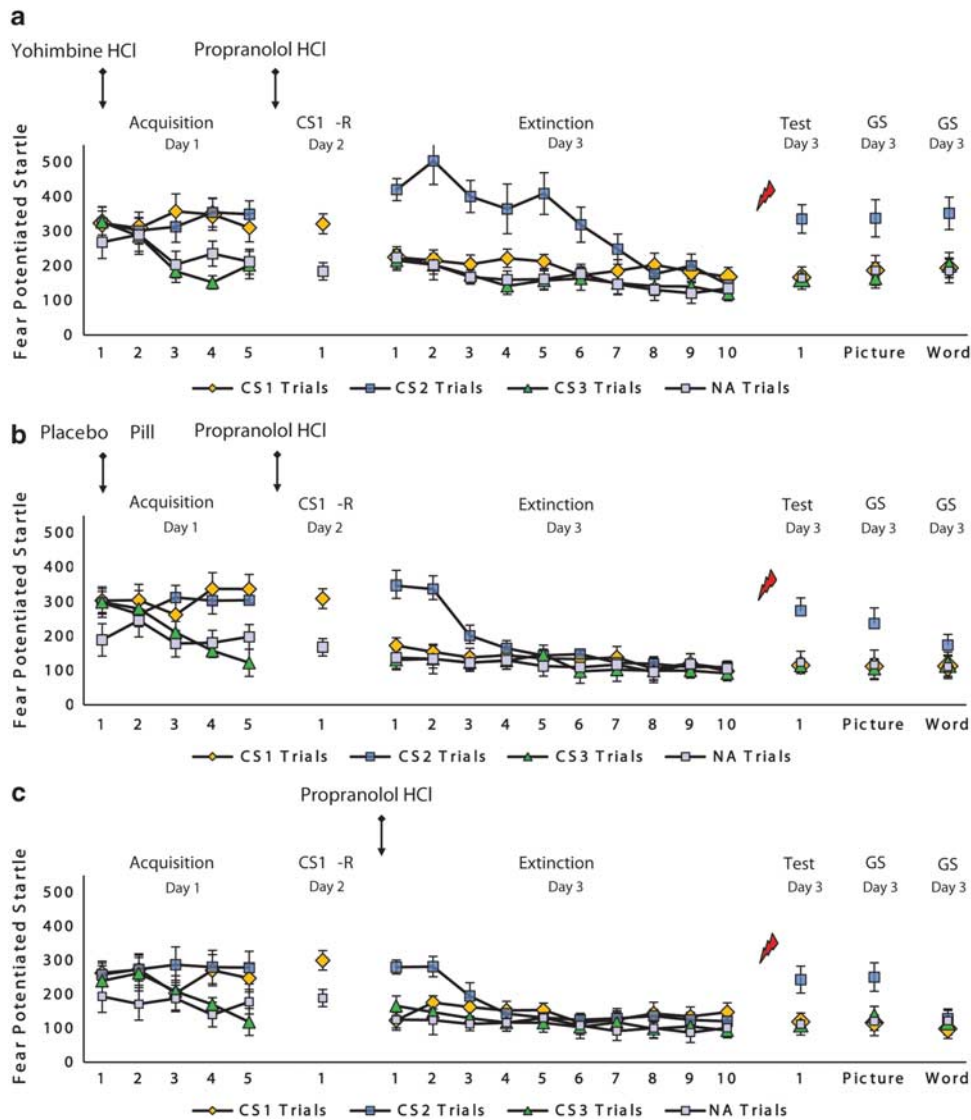 a
Yohimbine HCl Propranolol HCl
Acquisition CS1 -R Extinction Test GS GS
Day 1 Day 2 Day 3 Day 3 Day 3 Day 3
Fear Potentiated Startle
500
400
300
200
100
0
1 2 3 4 5 1 1 2 3 4 5 6 7 8 9 10 1 Picture Word
CS1 Trials CS2 Trials CS3 Trials NA Trials
b
Placebo Pill Propranolol HCl
Acquisition CS1 -R Extinction Test GS GS
Day 1 Day 2 Day 3 Day 3 Day 3 Day 3
Fear Potentiated Startle
500
400
300
200
100
0
1 2 3 4 5 1 1 2 3 4 5 6 7 8 9 10 1 Picture Word
CS1 Trials CS2 Trials CS3 Trials NA Trials
c
Propranolol HCl
Acquisition CS1 -R Extinction Test GS GS
Day 1 Day 2 Day 3 Day 3 Day 3 Day 3
Fear Potentiated Startle
500
400
300
200
100
0
1 2 3 4 5 1 1 2 3 4 5 6 7 8 9 10 1 Picture Word
CS1 Trials CS2 Trials CS3 Trials NA Trials